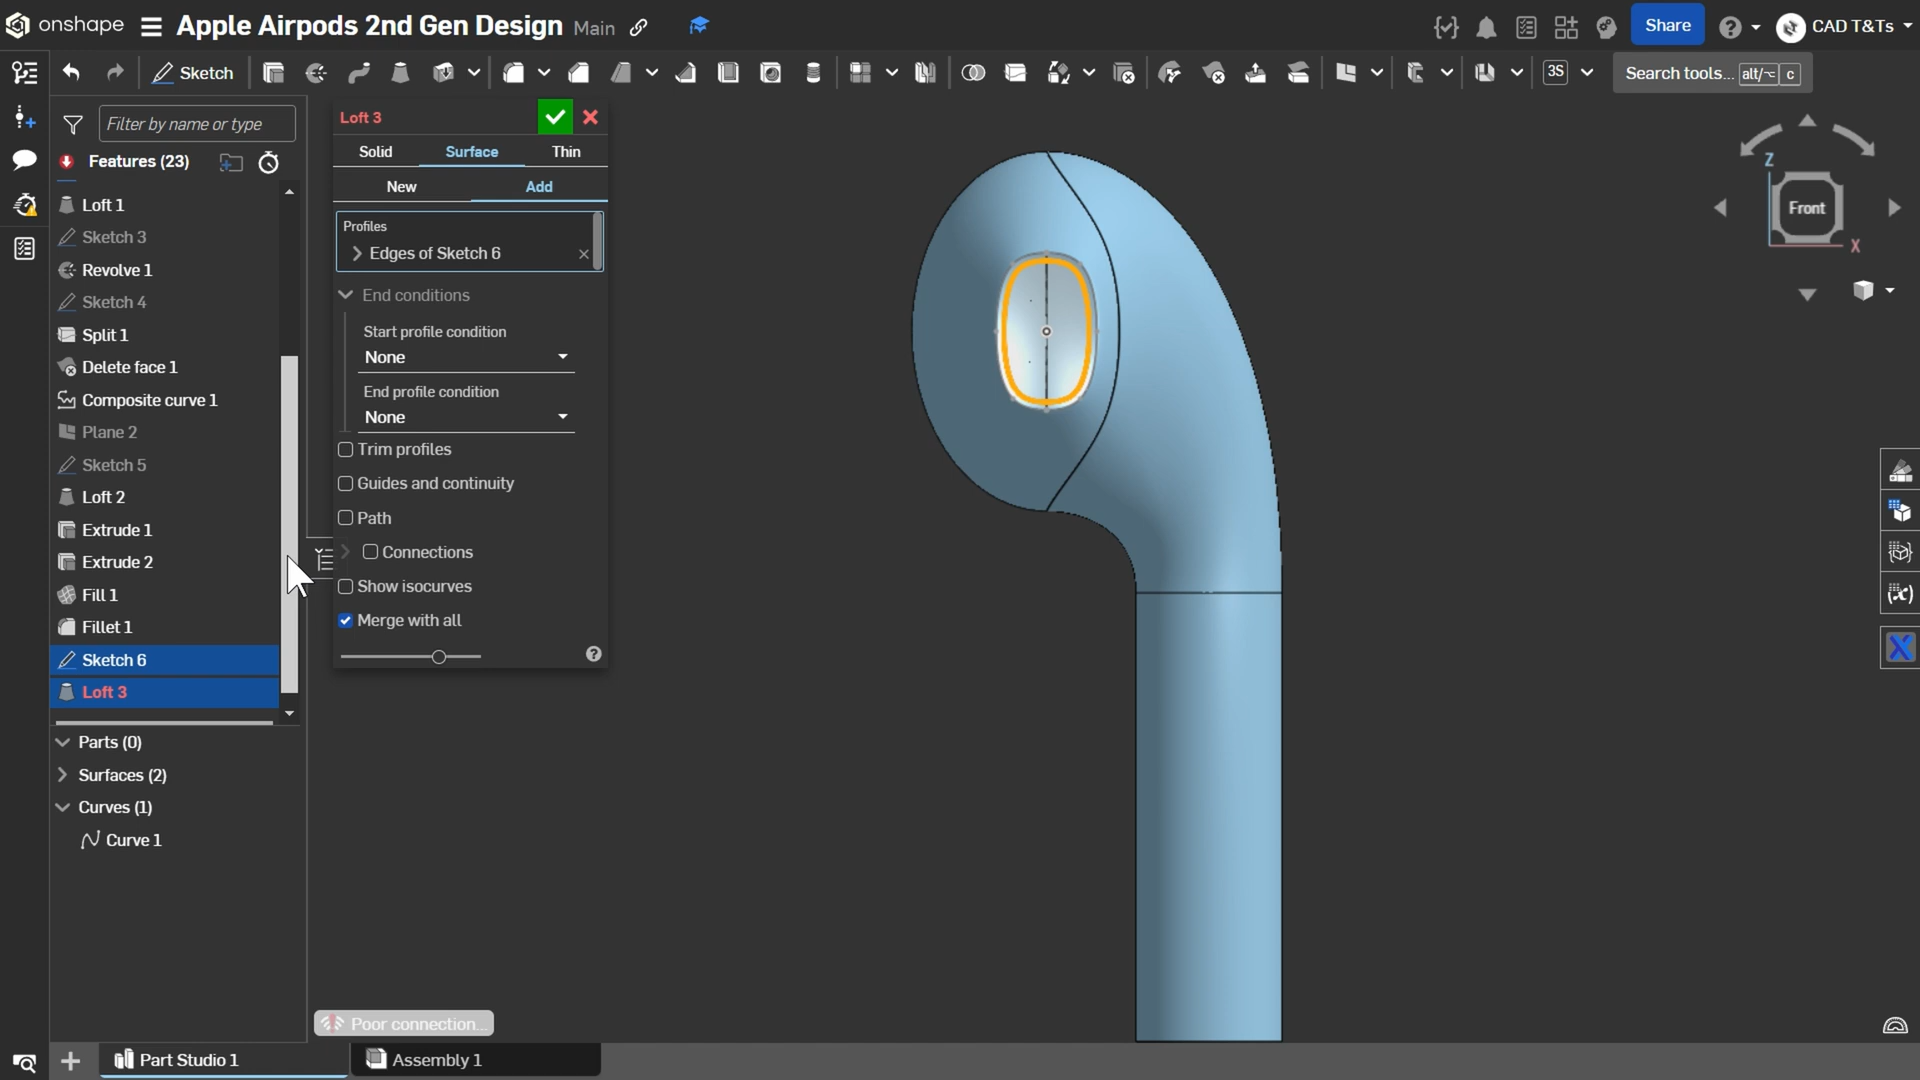 onshape
Apple Airpods 2nd Gen Design Main
Share
CAD T&Ts
Sketch
3S
Search tools... alt/⌥ c
Filter by name or type
Features (23)
Loft 1
Sketch 3
Revolve 1
Sketch 4
Split 1
Delete face 1
Composite curve 1
Plane 2
Sketch 5
Loft 2
Extrude 1
Extrude 2
Fill 1
Fillet 1
Sketch 6
Loft 3
Parts (0)
Surfaces (2)
Curves (1)
Curve 1
Loft 3
Solid
Surface
Thin
New
Add
Profiles
Edges of Sketch 6
End conditions
Start profile condition
None
End profile condition
None
Trim profiles
Guides and continuity
Path
Connections
Show isocurves
Merge with all
Z
Front
X
Poor connection...
Part Studio 1
Assembly 1